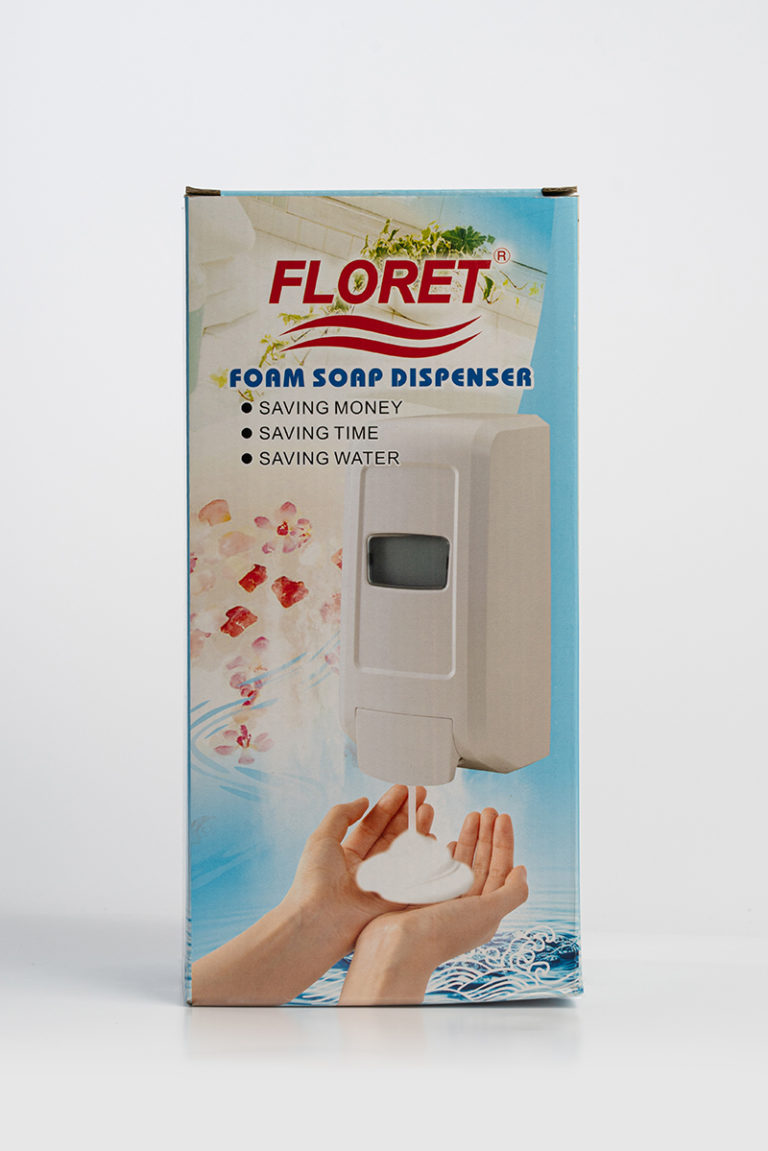 FLORET®
FOAM SOAP DISPENSER
● SAVING MONEY
● SAVING TIME
● SAVING WATER